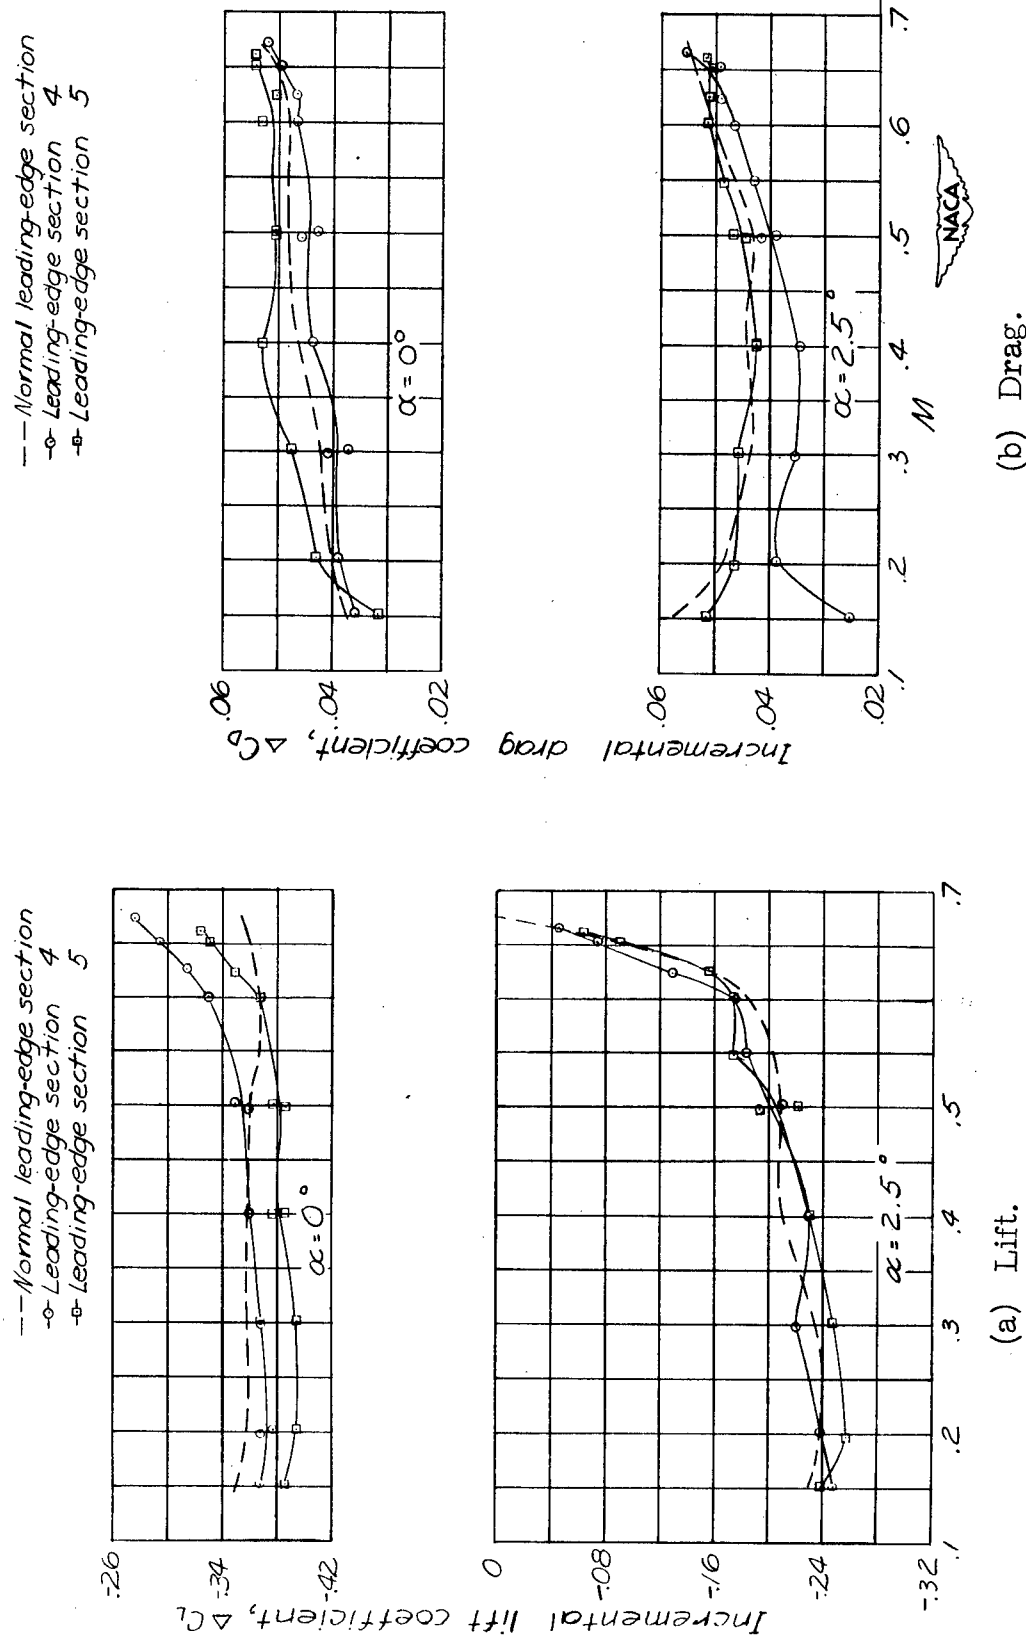 --- Normal leading-edge section
Leading-edge section 4
Leading-edge section 5
-.26
-.34
-.42
α = 0°
0
-.08
-.16
-.24
-.32
α = 2.5°
Incremental lift coefficient, ΔC_L
.1 .2 .3 .4 .5 .7
(a) Lift.
--- Normal leading-edge section
Leading-edge section 4
Leading-edge section 5
.06
.04
.02
α = 0°
.06
.04
.02
α = 2.5°
Incremental drag coefficient, ΔC_D
.1 .2 .3 .4 .5 .6 .7
M
NACA
(b) Drag.